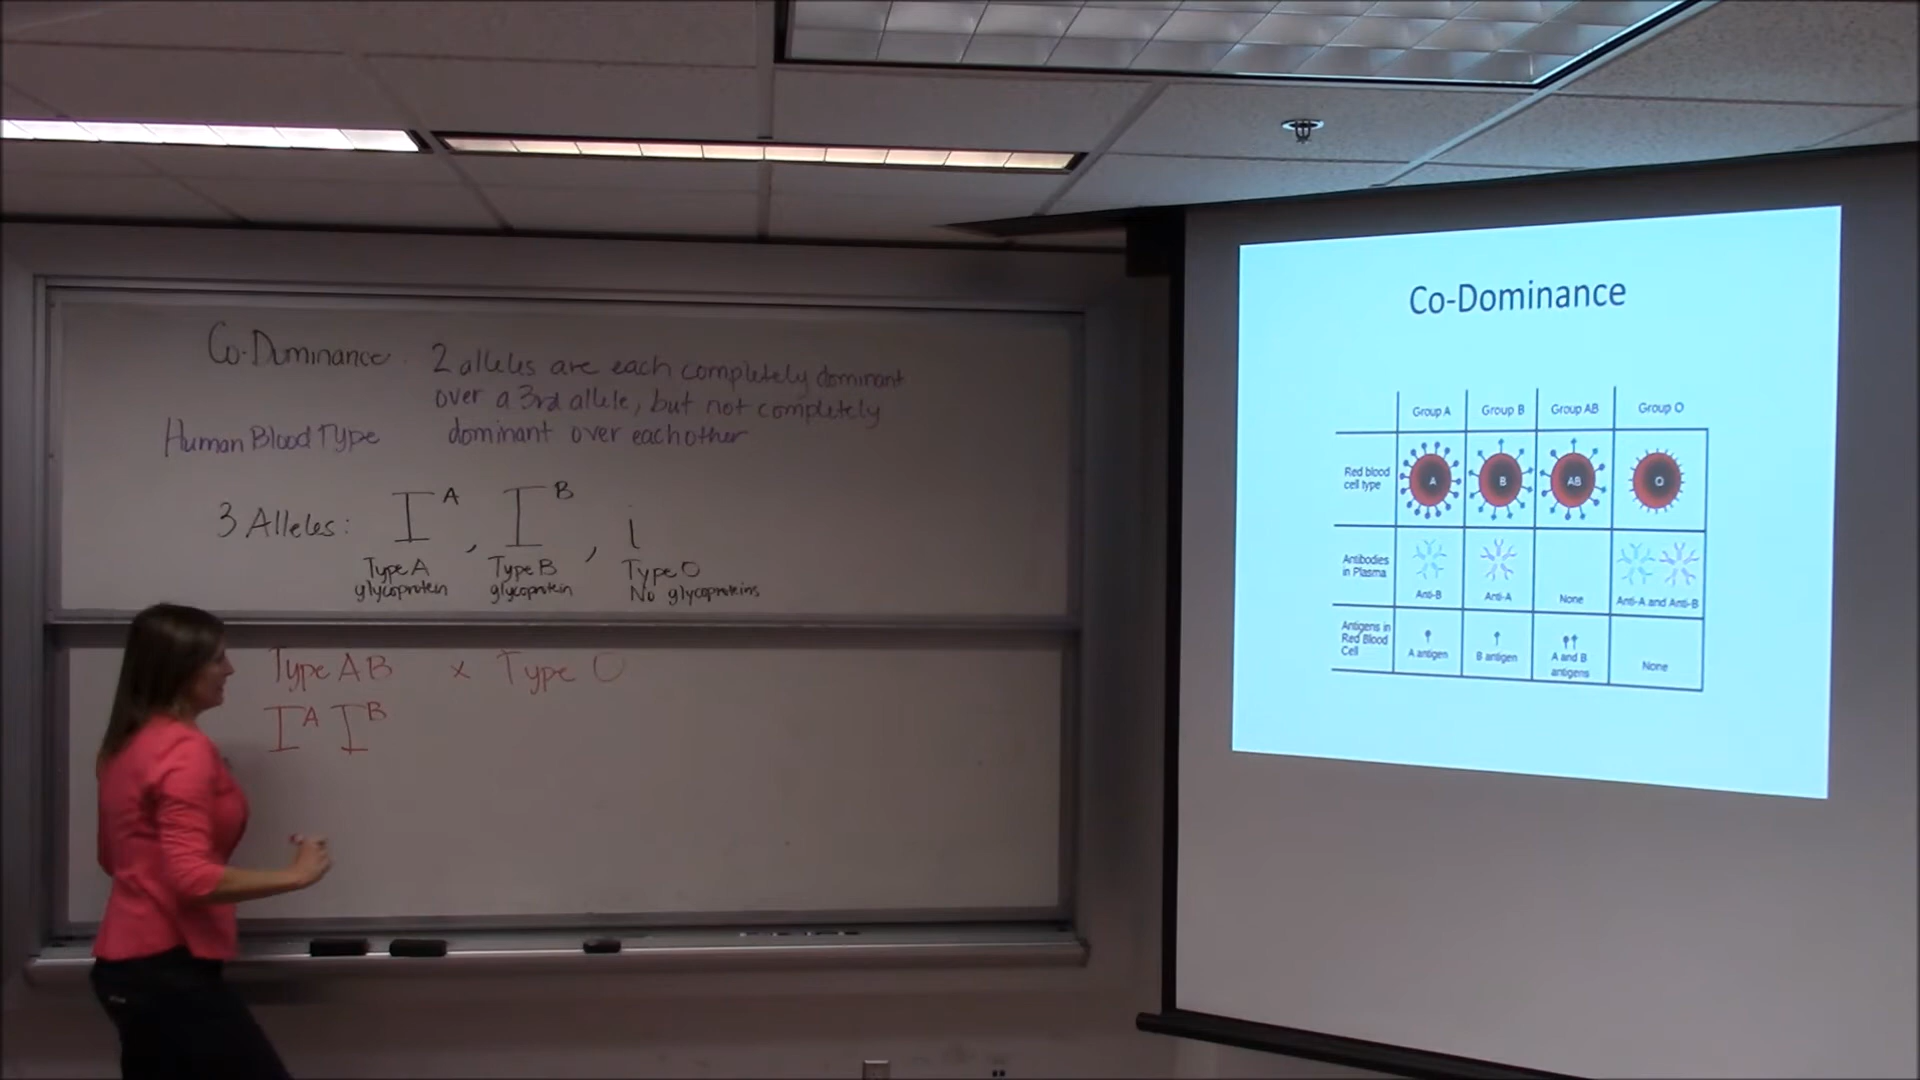 Co-Dominance. 2 alleles are each completely dominant
over a 3rd allele, but not completely
Human Blood Type dominant over eachother
3 Alleles: I^A , I^B , i
Type A Type B Type O
glycoprotein glycoprotein No glycoproteins
Type AB x Type O
I^A I^B
Co-Dominance
Group A Group B Group AB Group O
Red blood
cell type
A B AB O
Antibodies
in Plasma
Anti-B Anti-A None Anti-A and Anti-B
Antigens in
Red Blood
Cell
A antigen B antigen A and B
antigens None